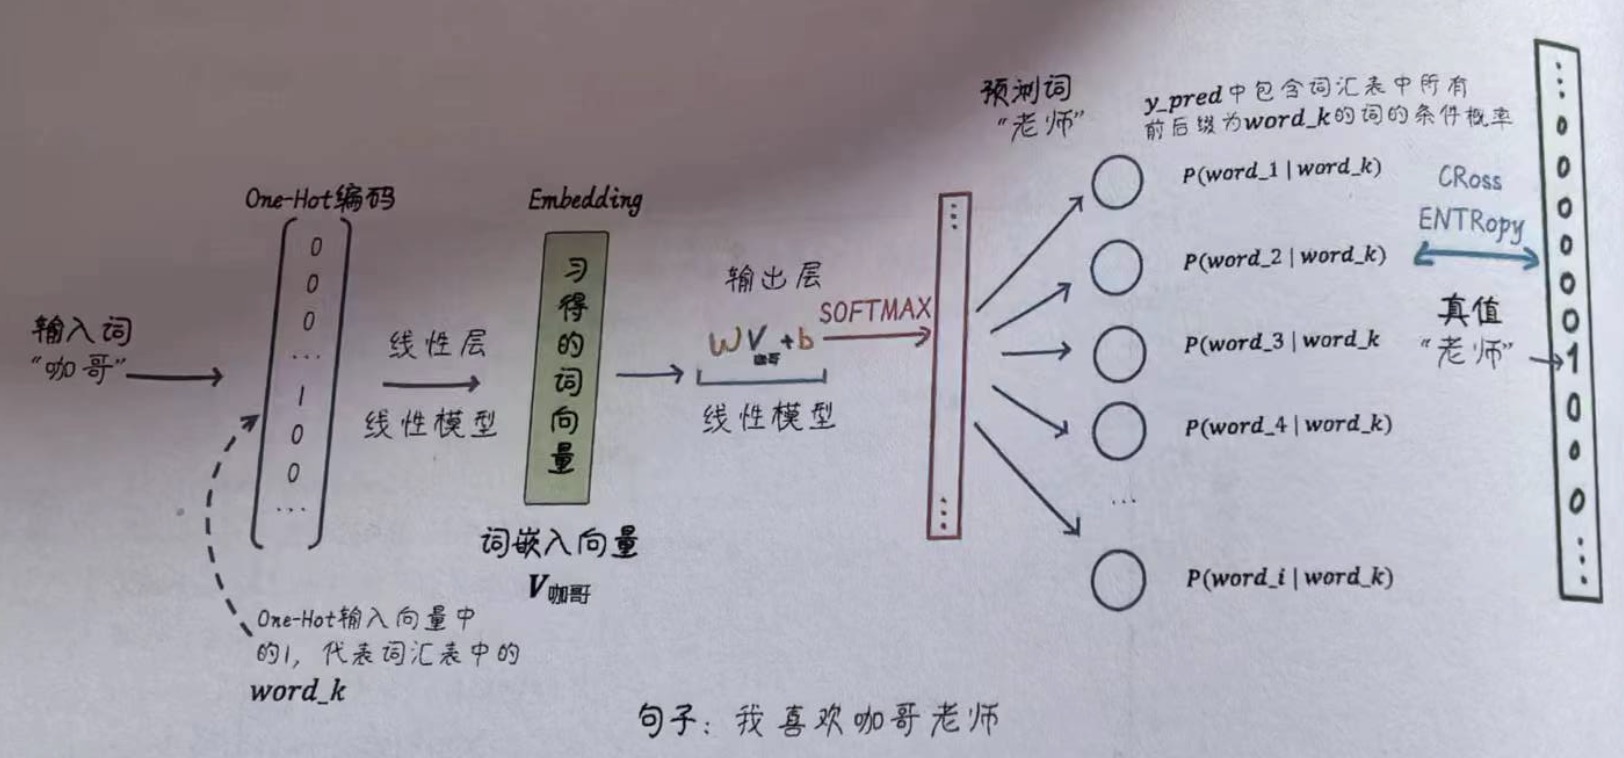 预测词
“老师”
y_pred中包含词汇表中所有
前后缀为word_k的词的条件概率
One-Hot编码
0
0
0
...
1
0
0
...
输入词
“咖哥”
线性层
线性模型
Embedding
习得的词向量
词嵌入向量
V咖哥
输出层
WV咖哥+b
线性模型
SOFTMAX
⋮
⋮
P(word_1 | word_k)
P(word_2 | word_k)
P(word_3 | word_k
P(word_4 | word_k)
...
P(word_i | word_k)
CRoss
ENTRopy
真值
“老师”
⋮
0
0
0
0
0
0
1
0
0
0
⋮
One-Hot输入向量中
的1,代表词汇表中的
word_k
句子:我喜欢咖哥老师